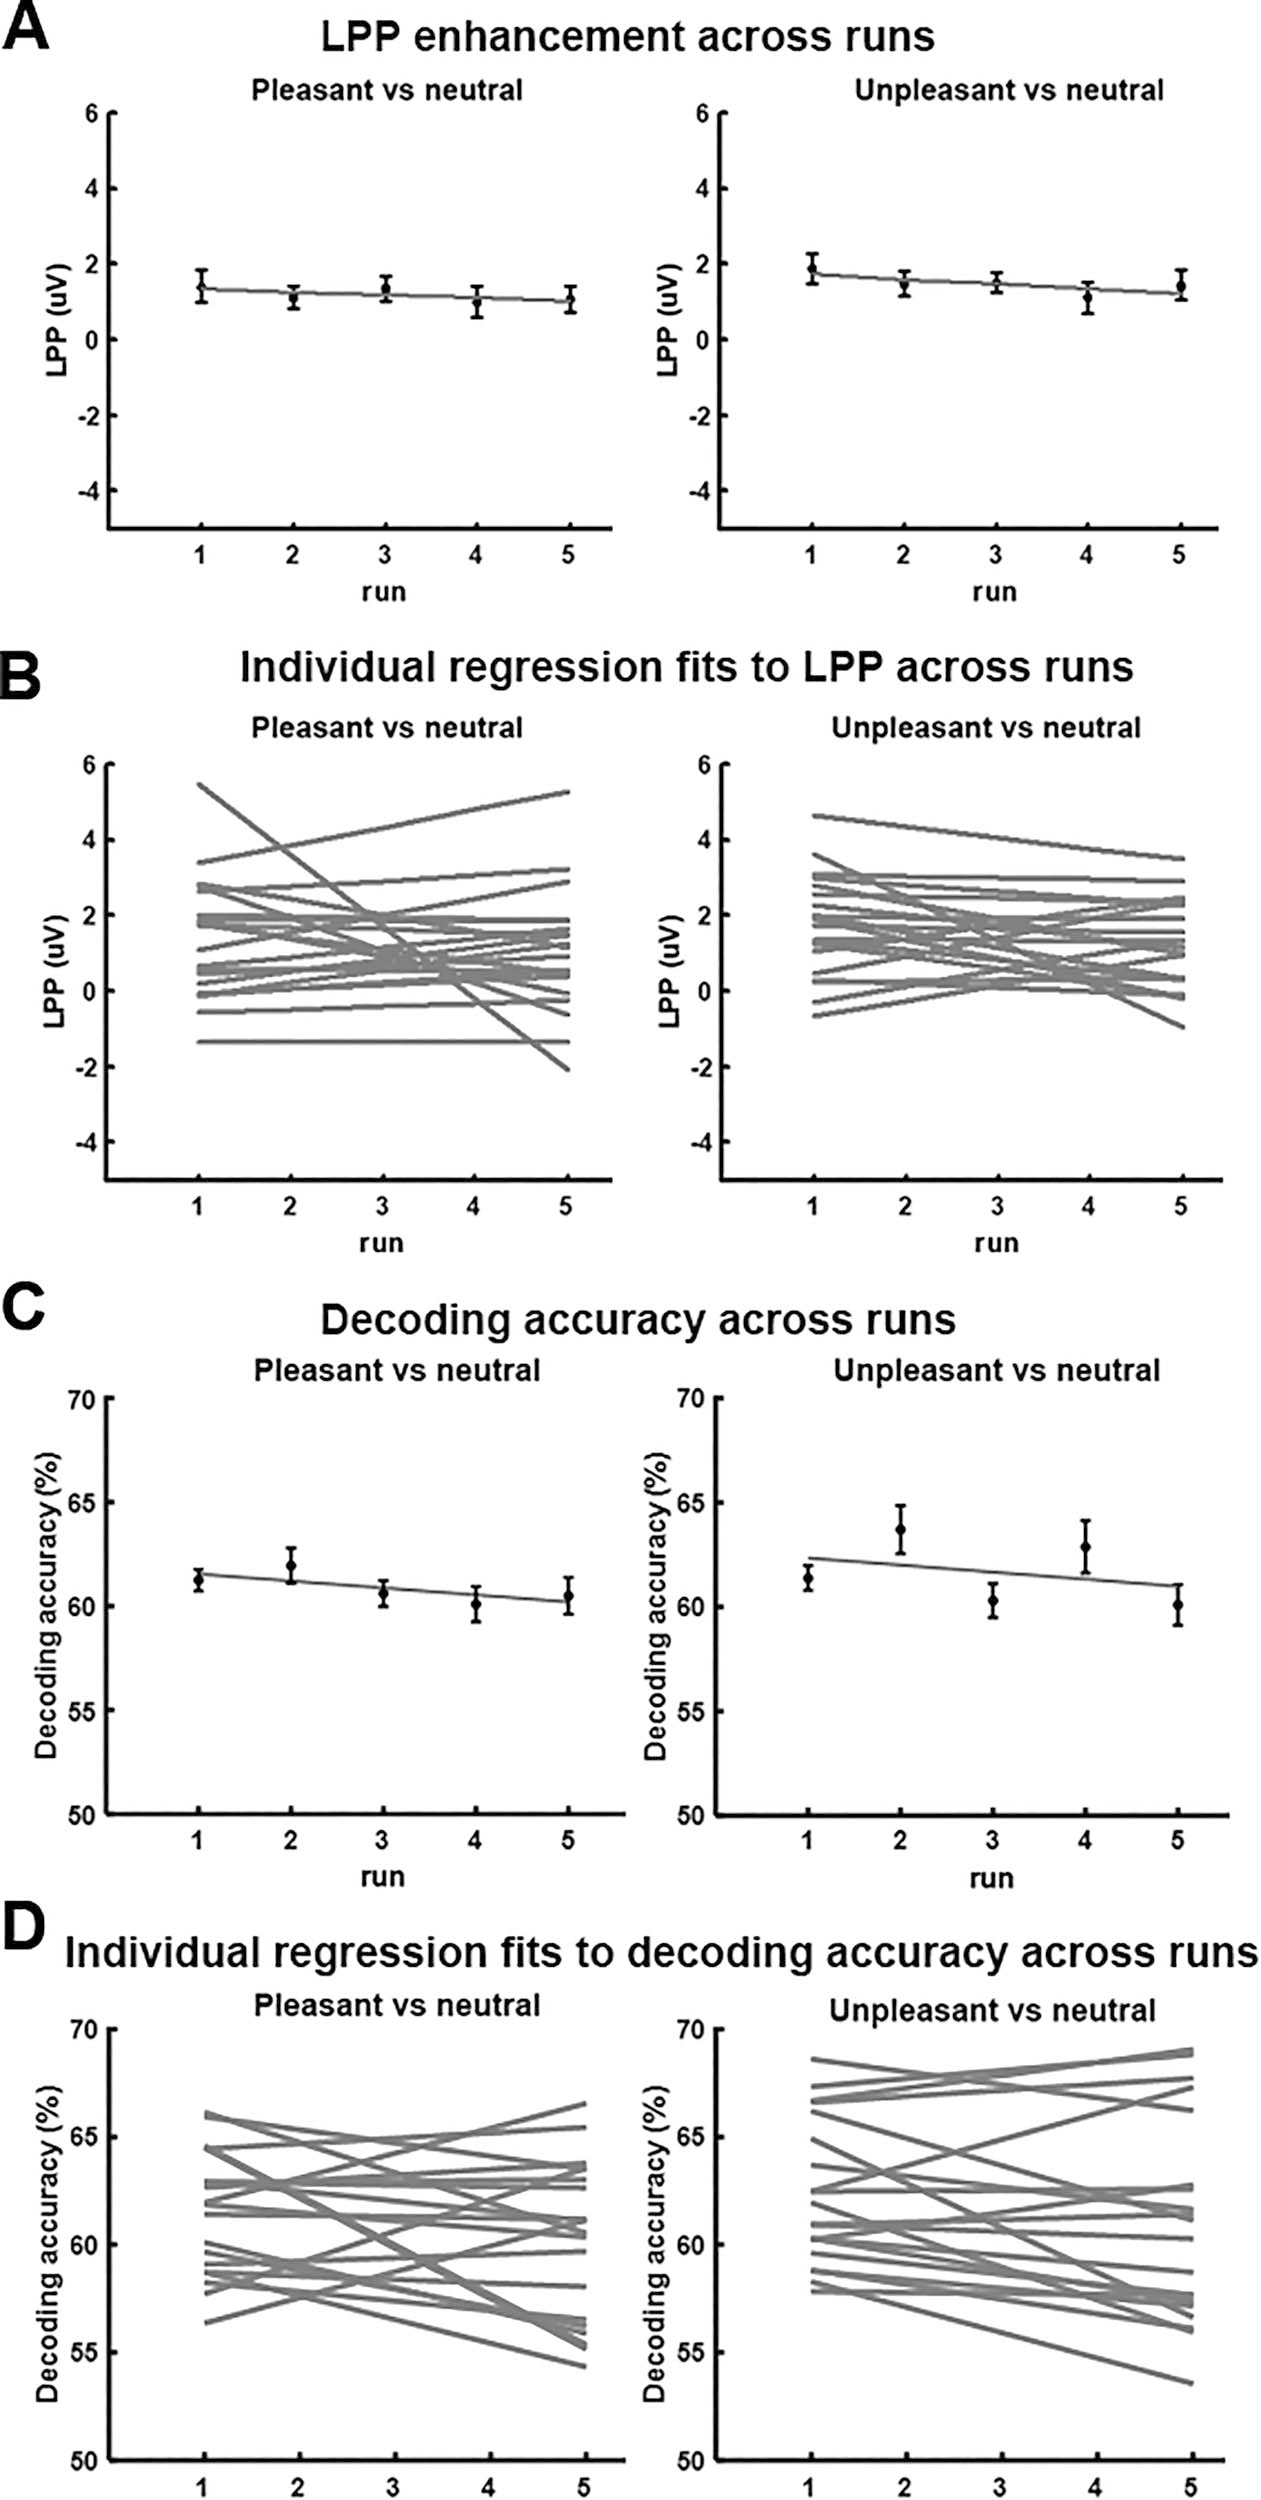 A
LPP enhancement across runs
Pleasant vs neutral
6
4
2
0
-2
-4
LPP (uV)
1 2 3 4 5
run
Unpleasant vs neutral
6
4
2
0
-2
-4
LPP (uV)
1 2 3 4 5
run
B
Individual regression fits to LPP across runs
Pleasant vs neutral
6
4
2
0
-2
-4
LPP (uV)
1 2 3 4 5
run
Unpleasant vs neutral
6
4
2
0
-2
-4
LPP (uV)
1 2 3 4 5
run
C
Decoding accuracy across runs
Pleasant vs neutral
70
65
60
55
50
Decoding accuracy (%)
1 2 3 4 5
run
Unpleasant vs neutral
70
65
60
55
50
Decoding accuracy (%)
1 2 3 4 5
run
D
Individual regression fits to decoding accuracy across runs
Pleasant vs neutral
70
65
60
55
50
Decoding accuracy (%)
1 2 3 4 5
Unpleasant vs neutral
70
65
60
55
50
Decoding accuracy (%)
1 2 3 4 5